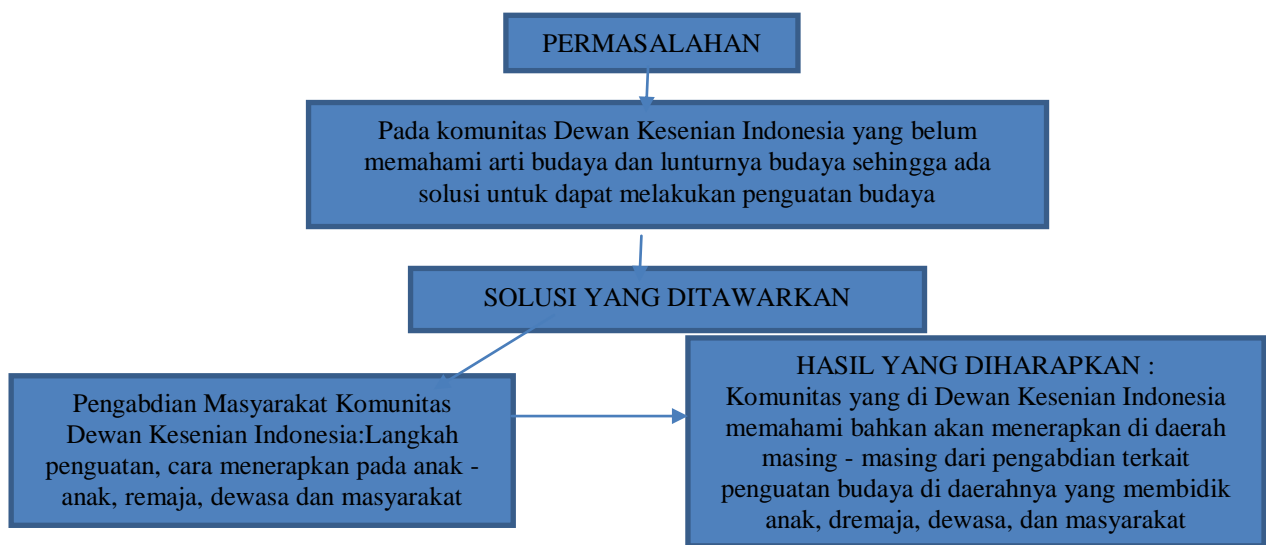 PERMASALAHAN
Pada komunitas Dewan Kesenian Indonesia yang belum
memahami arti budaya dan lunturnya budaya sehingga ada
solusi untuk dapat melakukan penguatan budaya
SOLUSI YANG DITAWARKAN
Pengabdian Masyarakat Komunitas
Dewan Kesenian Indonesia:Langkah
penguatan, cara menerapkan pada anak -
anak, remaja, dewasa dan masyarakat
HASIL YANG DIHARAPKAN :
Komunitas yang di Dewan Kesenian Indonesia
memahami bahkan akan menerapkan di daerah
masing - masing dari pengabdian terkait
penguatan budaya di daerahnya yang membidik
anak, dremaja, dewasa, dan masyarakat